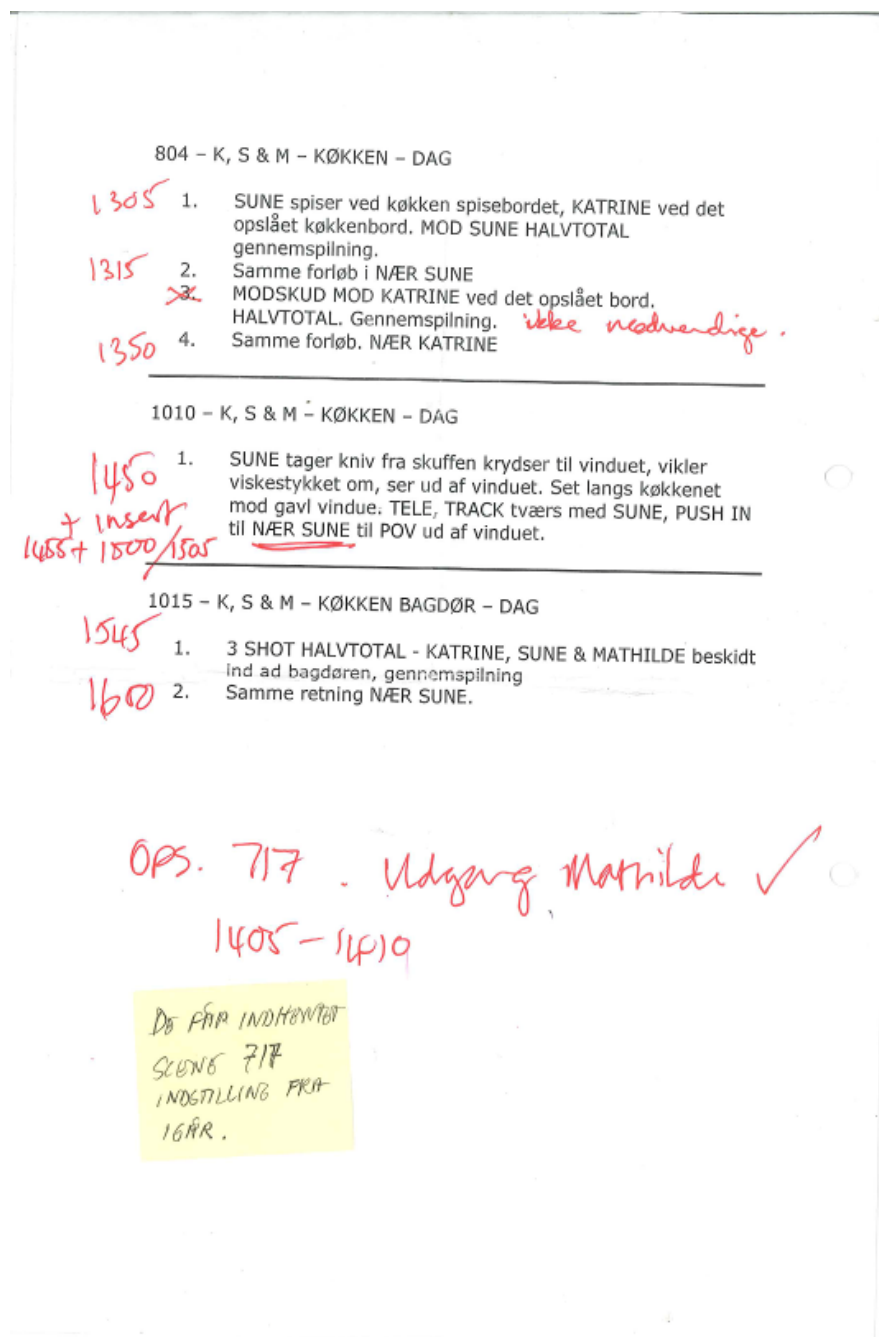 804 – K, S & M – KØKKEN – DAG
1305 1. SUNE spiser ved køkken spisebordet, KATRINE ved det
opslået køkkenbord. MOD SUNE HALVTOTAL
gennemspilning.
1315 2. Samme forløb i NÆR SUNE
3. MODSKUD MOD KATRINE ved det opslået bord.
HALVTOTAL. Gennemspilning. ikke nødvendige.
1350 4. Samme forløb. NÆR KATRINE
1010 – K, S & M – KØKKEN – DAG
1450 1. SUNE tager kniv fra skuffen krydser til vinduet, vikler
viskestykket om, ser ud af vinduet. Set langs køkkenet
+ insert mod gavl vindue. TELE, TRACK tværs med SUNE, PUSH IN
1455 + 1500/1505 til NÆR SUNE til POV ud af vinduet.
1015 – K, S & M – KØKKEN BAGDØR – DAG
1545
1. 3 SHOT HALVTOTAL - KATRINE, SUNE & MATHILDE beskidt
ind ad bagdøren, gennemspilning
1600 2. Samme retning NÆR SUNE.
OPS. 717. Udgang Mathilde ✓
1405 – 1410
DE FÅR INDHENTET
SCENE 717
INDSTILLING FRA
IGÅR.